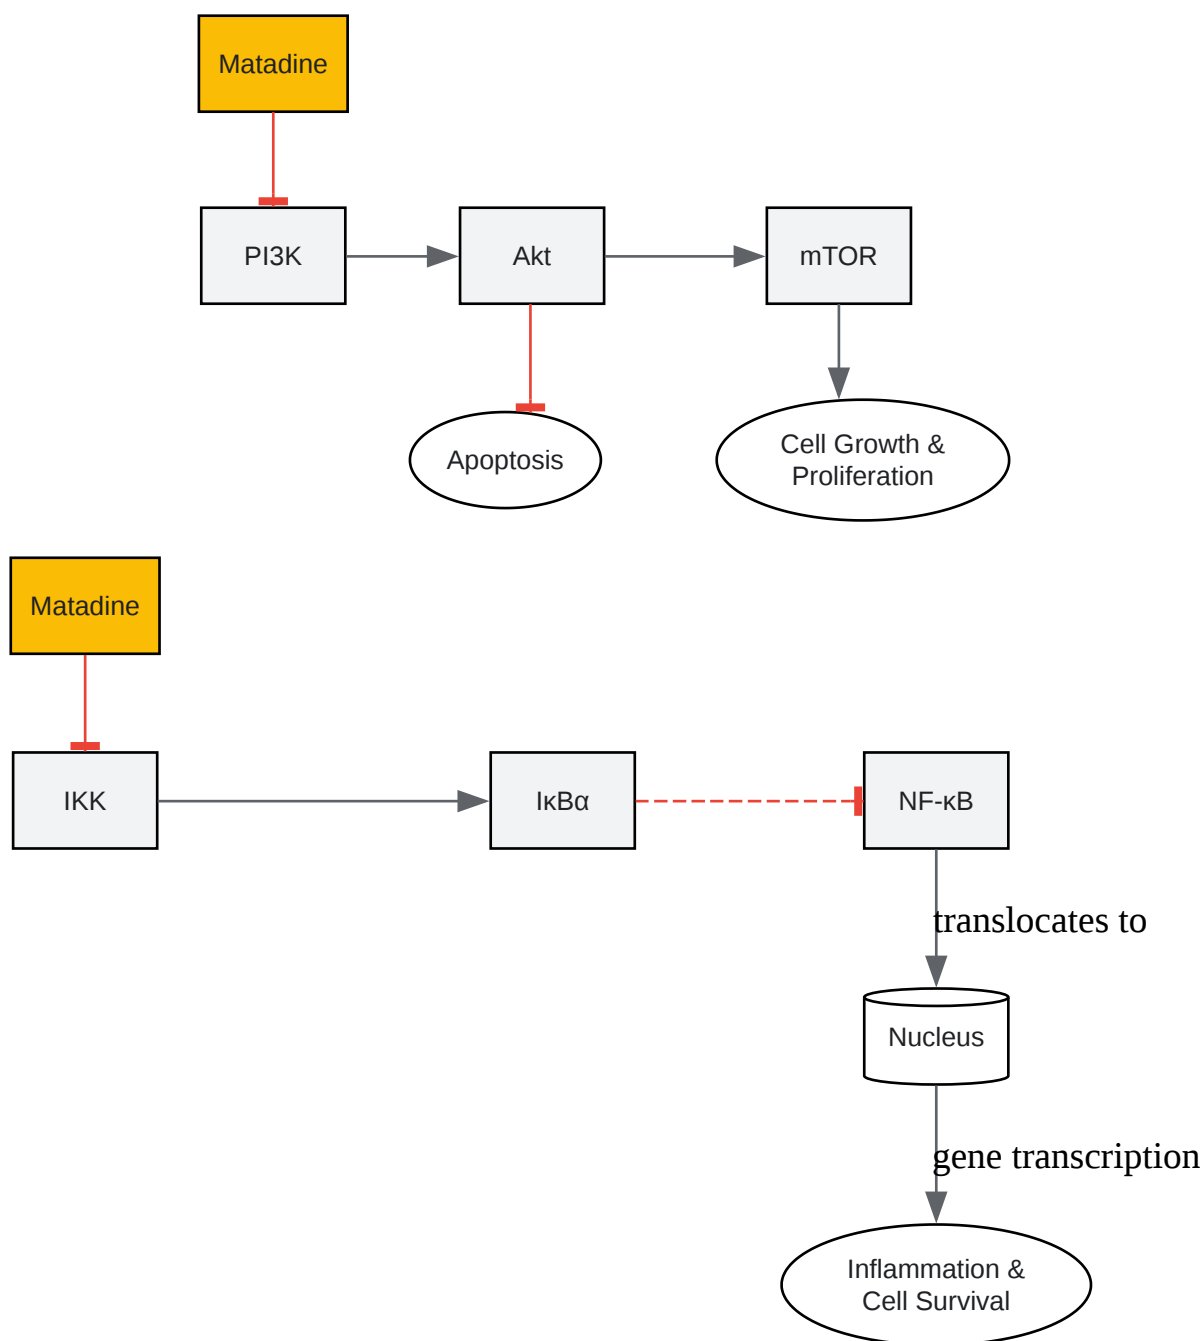 Matadine
PI3K
Akt
mTOR
Apoptosis
Cell Growth &
Proliferation
Matadine
IKK
IκBα
NF-κB
translocates to
Nucleus
gene transcription
Inflammation &
Cell Survival